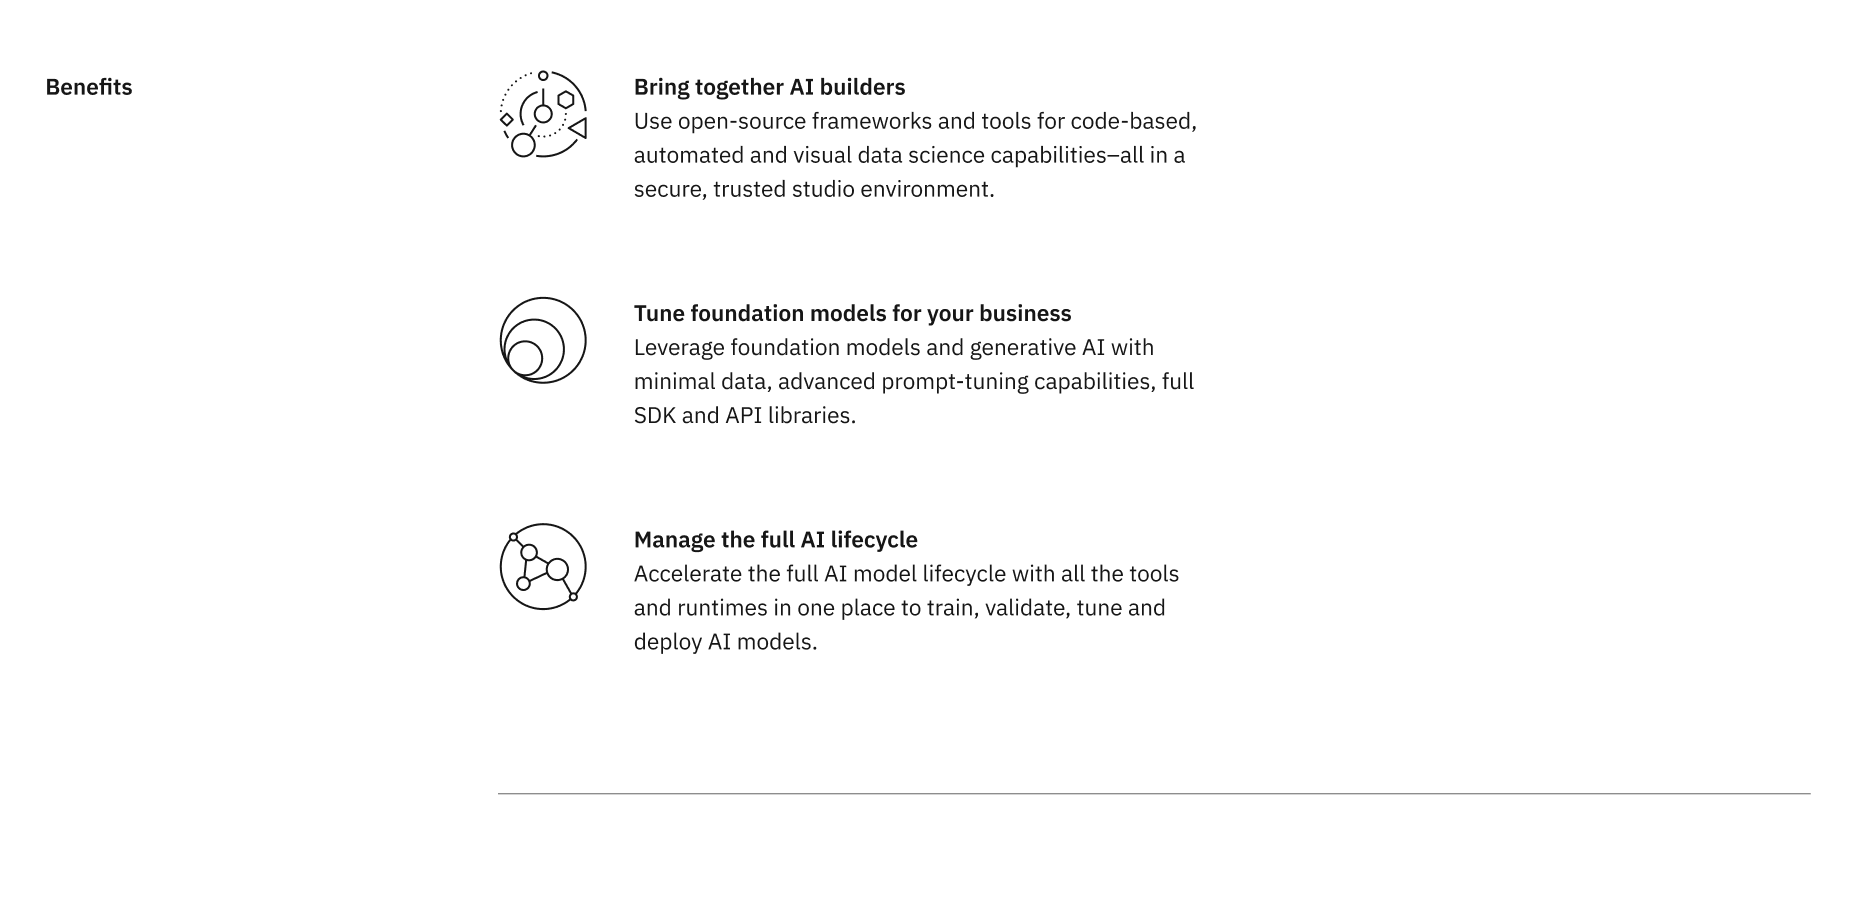 Benefits
Bring together AI builders
Use open-source frameworks and tools for code-based,
automated and visual data science capabilities–all in a
secure, trusted studio environment.
Tune foundation models for your business
Leverage foundation models and generative AI with
minimal data, advanced prompt-tuning capabilities, full
SDK and API libraries.
Manage the full AI lifecycle
Accelerate the full AI model lifecycle with all the tools
and runtimes in one place to train, validate, tune and
deploy AI models.